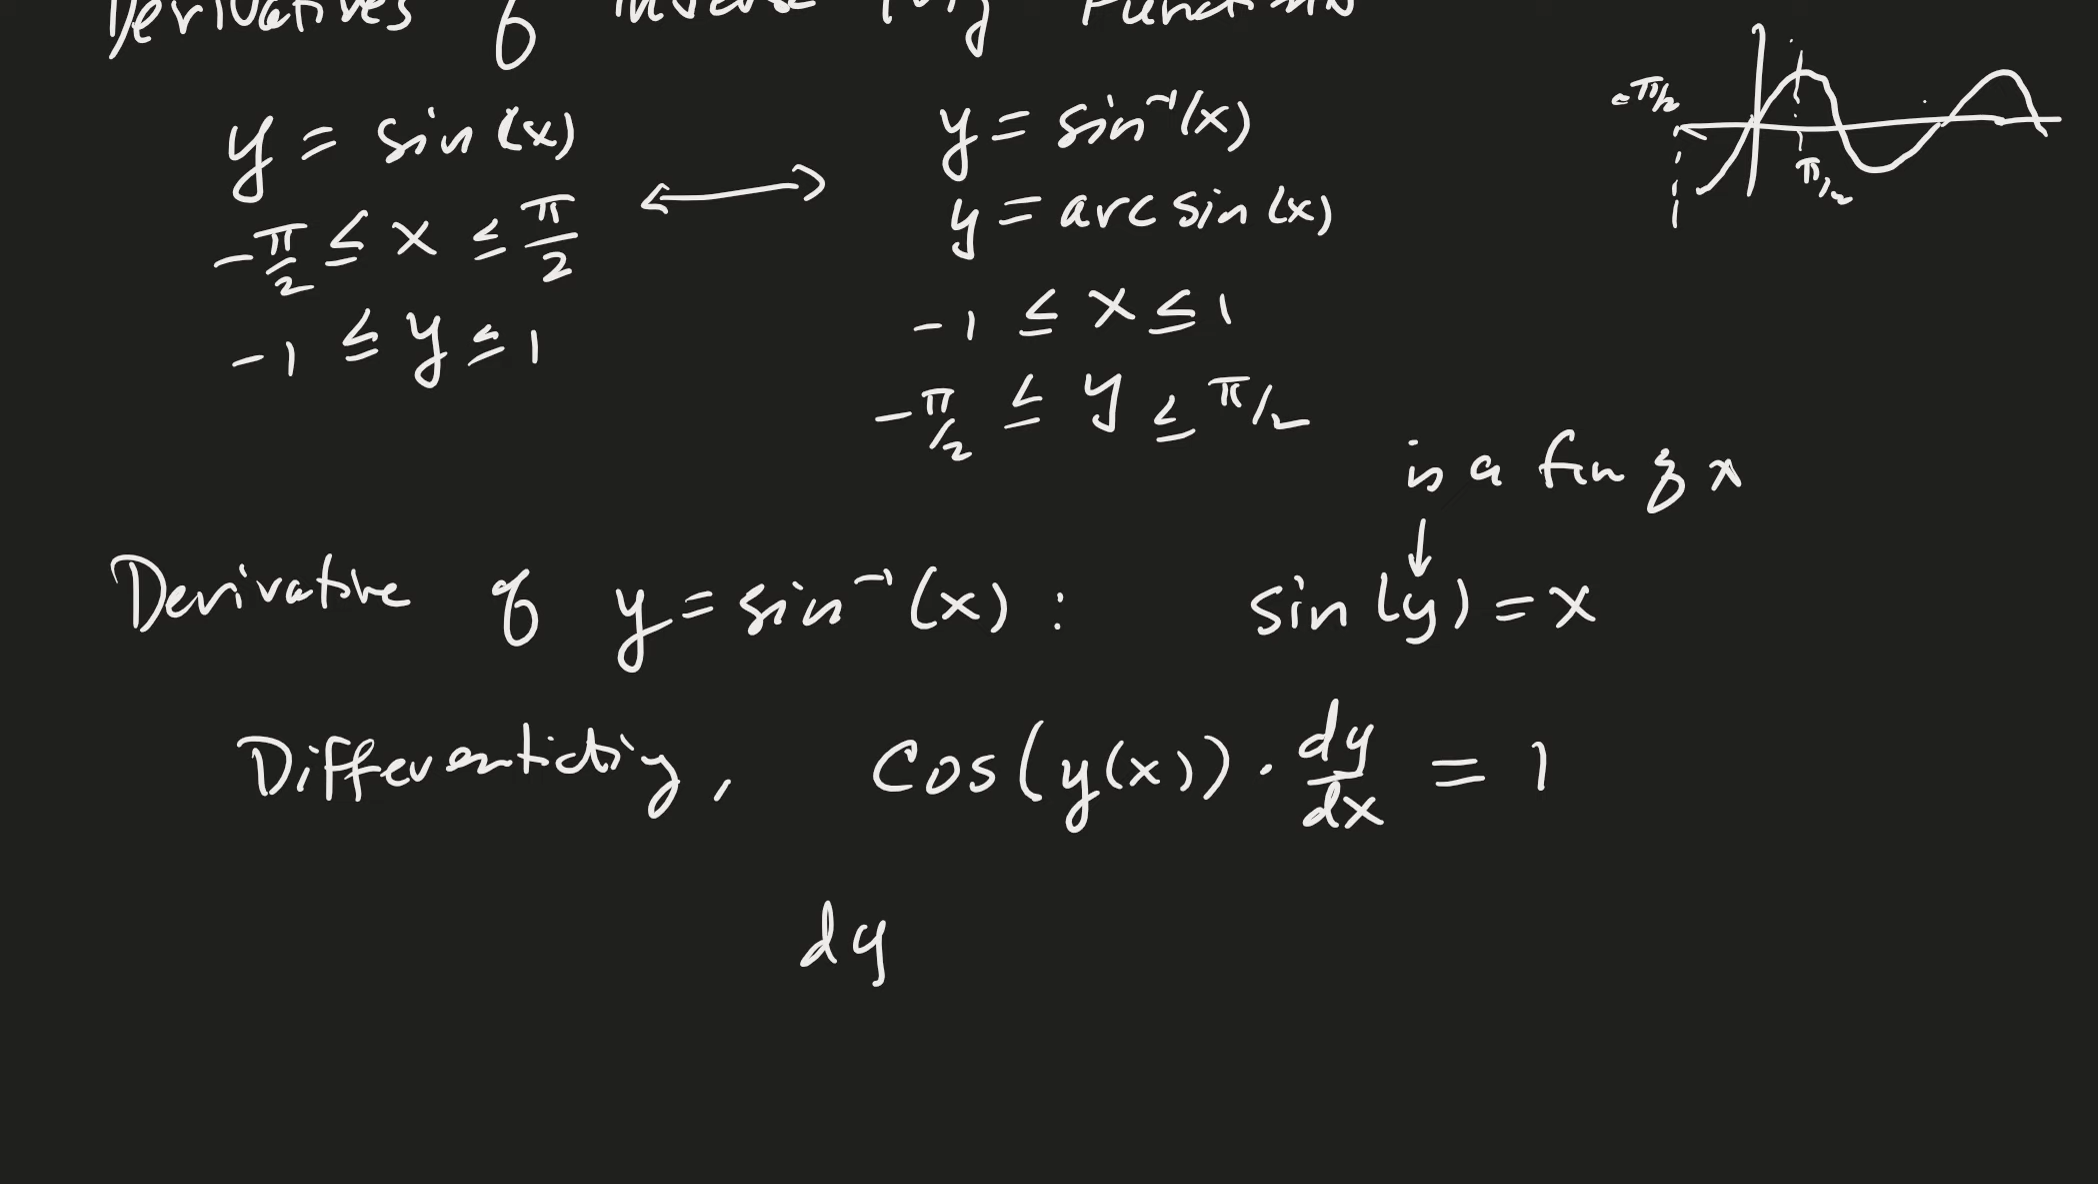 Derivatives of Inverse Trig Functions
y = sin(x)
-π/2 ≤ x ≤ π/2
-1 ≤ y ≤ 1
y = sin⁻¹(x)
y = arcsin(x)
-1 ≤ x ≤ 1
-π/2 ≤ y ≤ π/2
-π/2
π/2
is a fcn of x
Derivative of y = sin⁻¹(x) : sin(y) = x
Differentiating, cos(y(x)) · dy/dx = 1
dy